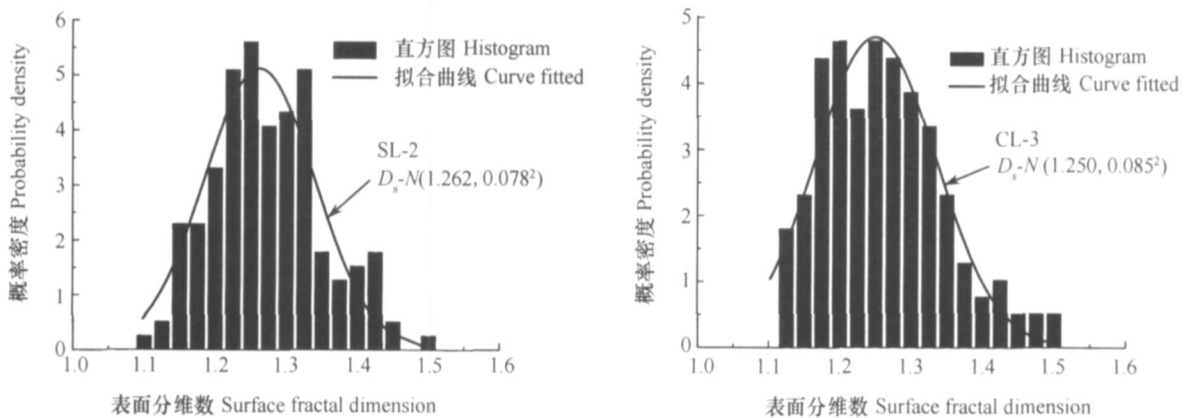 概率密度 Probability density
6
5
4
3
2
1
0
1.0
1.1
1.2
1.3
1.4
1.5
1.6
表面分维数 Surface fractal dimension
直方图 Histogram
拟合曲线 Curve fitted
SL-2
Dₛ-N(1.262, 0.078²)
概率密度 Probability density
5
4
3
2
1
0
1.0
1.1
1.2
1.3
1.4
1.5
1.6
表面分维数 Surface fractal dimension
直方图 Histogram
拟合曲线 Curve fitted
CL-3
Dₛ-N (1.250, 0.085²)